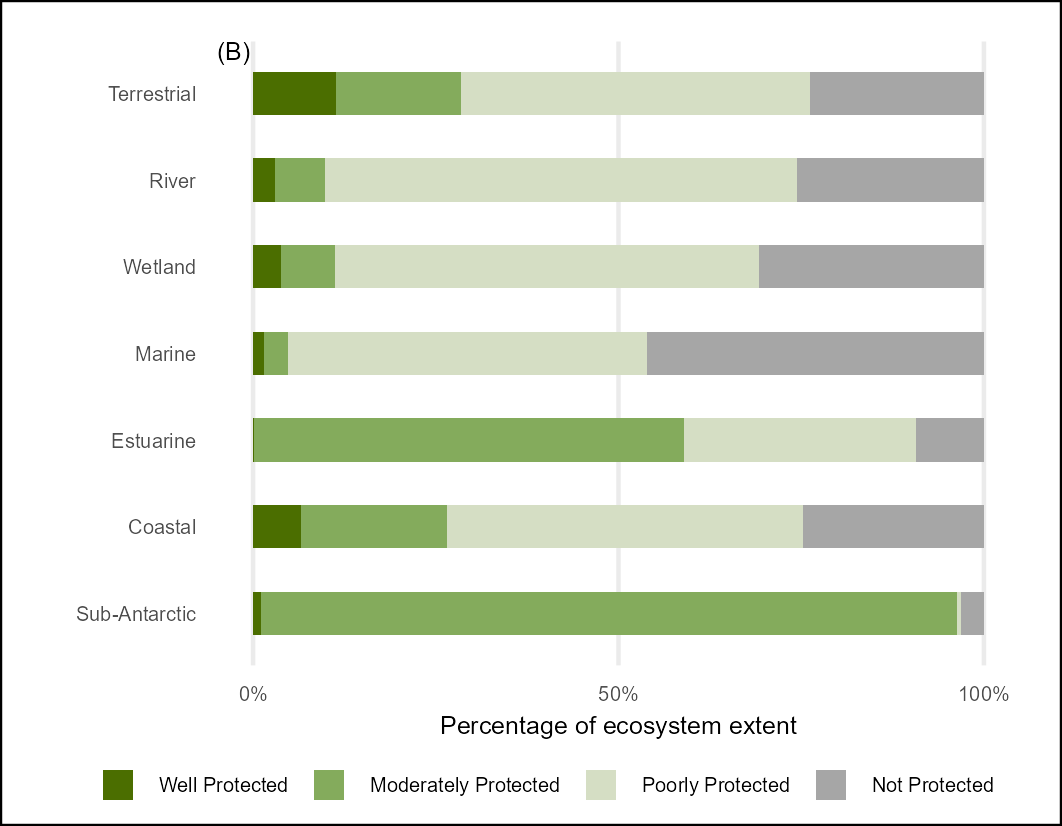 (B)
Terrestrial
River
Wetland
Marine
Estuarine
Coastal
Sub-Antarctic
0% 50% 100%
Percentage of ecosystem extent
Well Protected Moderately Protected Poorly Protected Not Protected